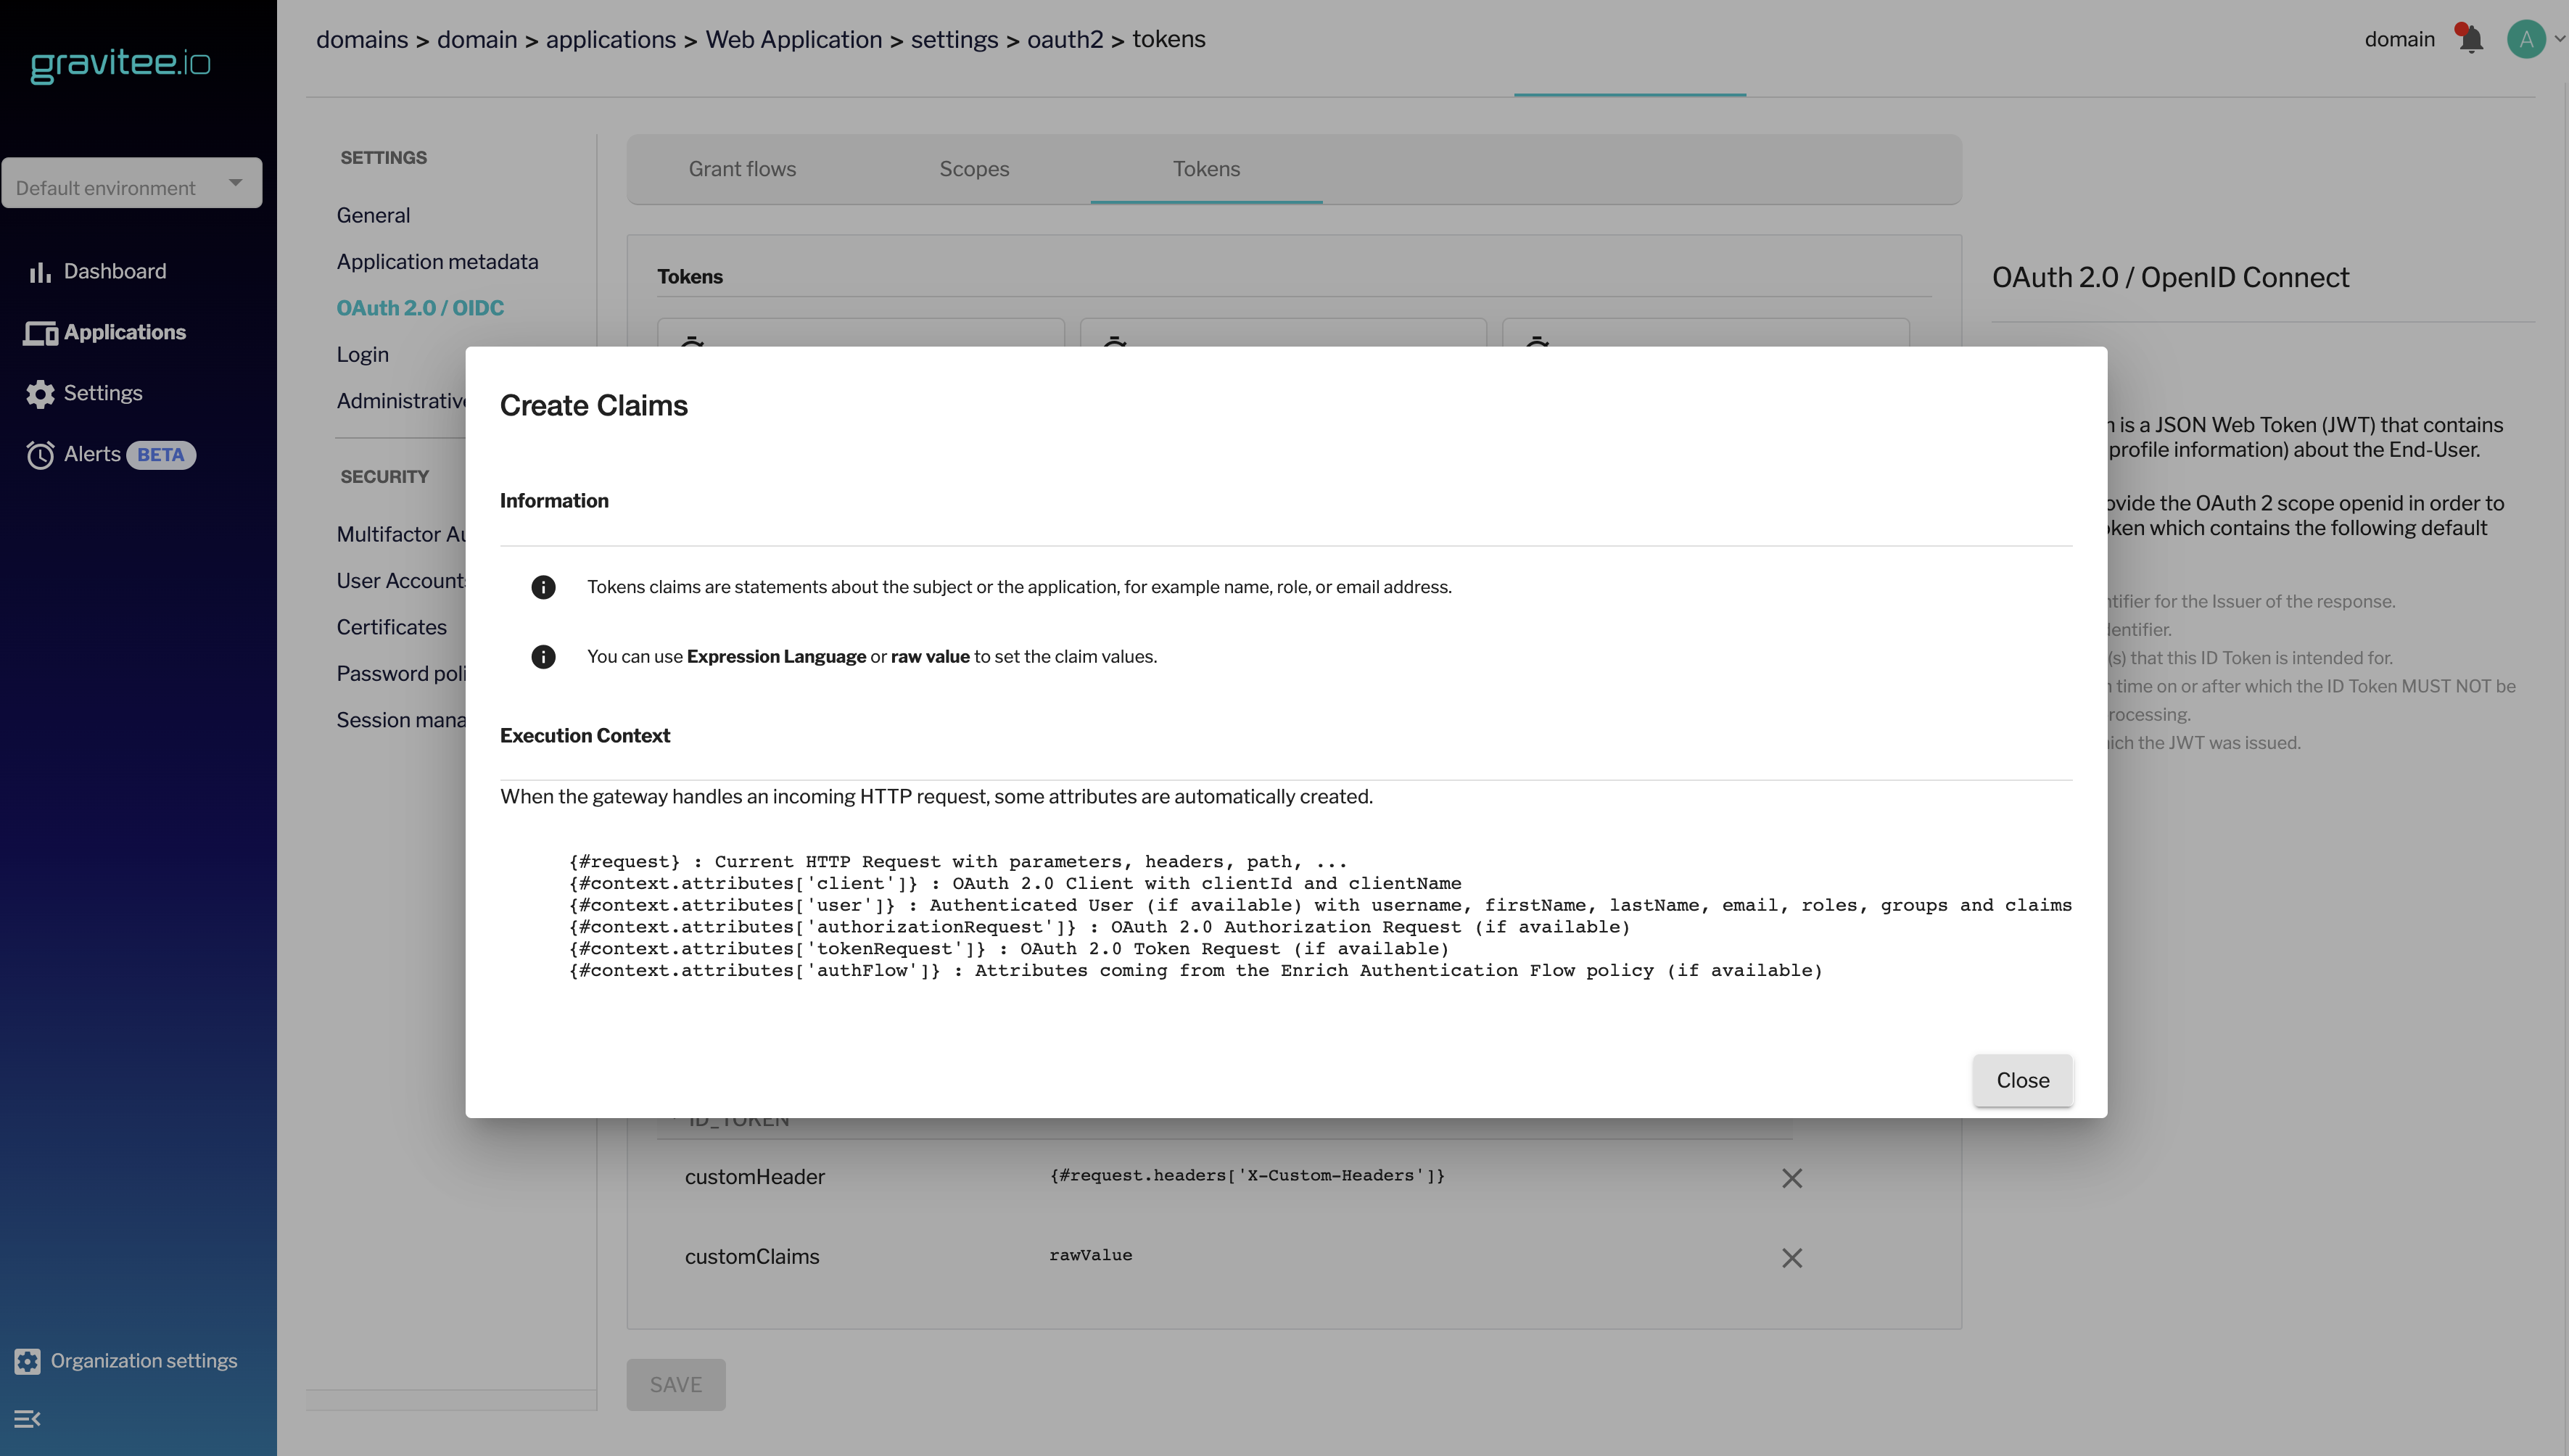 gravitee.io
domains > domain > applications > Web Application > settings > oauth2 > tokens
domain
A
Default environment
Dashboard
Applications
Settings
Alerts BETA
Organization settings
SETTINGS
General
Application metadata
OAuth 2.0 / OIDC
Login
Administrative
SECURITY
Multifactor Au
User Account
Certificates
Password poli
Session mana
Grant flows
Scopes
Tokens
Tokens
Create Claims
Information
Tokens claims are statements about the subject or the application, for example name, role, or email address.
You can use Expression Language or raw value to set the claim values.
Execution Context
When the gateway handles an incoming HTTP request, some attributes are automatically created.
{#request} : Current HTTP Request with parameters, headers, path, ...
{#context.attributes['client']} : OAuth 2.0 Client with clientId and clientName
{#context.attributes['user']} : Authenticated User (if available) with username, firstName, lastName, email, roles, groups and claims
{#context.attributes['authorizationRequest']} : OAuth 2.0 Authorization Request (if available)
{#context.attributes['tokenRequest']} : OAuth 2.0 Token Request (if available)
{#context.attributes['authFlow']} : Attributes coming from the Enrich Authentication Flow policy (if available)
Close
ID_TOKEN
customHeader
{#request.headers['X-Custom-Headers']}
customClaims
rawValue
SAVE
OAuth 2.0 / OpenID Connect
is a JSON Web Token (JWT) that contains
profile information) about the End-User.
ovide the OAuth 2 scope openid in order to
ken which contains the following default
ntifier for the Issuer of the response.
dentifier.
(s) that this ID Token is intended for.
time on or after which the ID Token MUST NOT be
rocessing.
ich the JWT was issued.